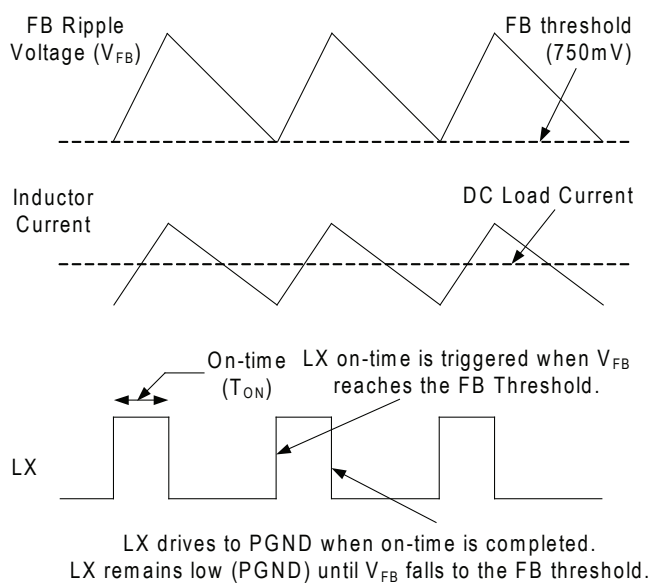 FB Ripple
Voltage (VFB)
FB threshold
(750mV)
Inductor
Current
DC Load Current
On-time
(TON)
LX on-time is triggered when VFB
reaches the FB Threshold.
LX
LX drives to PGND when on-time is completed.
LX remains low (PGND) until VFB falls to the FB threshold.